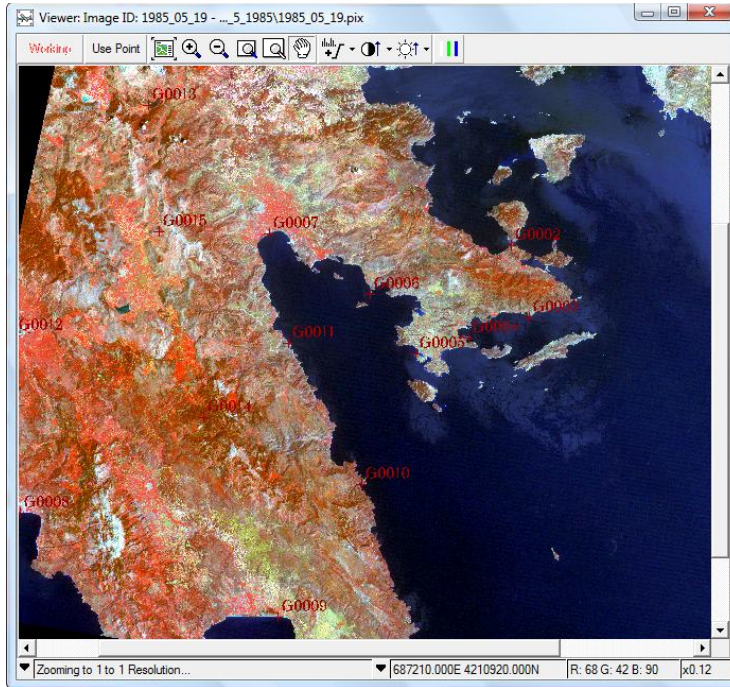 Viewer: Image ID: 1985_05_19 - ..._5_1985\1985_05_19.pix
Working Use Point
G0013
G0015 G0007 G0002
G0006
G0012 G0011 G0004 G0003
G0005
G0014
G0010
G0008
G0009
Zooming to 1 to 1 Resolution... 687210.000E 4210920.000N R: 68 G: 42 B: 90 x0.12